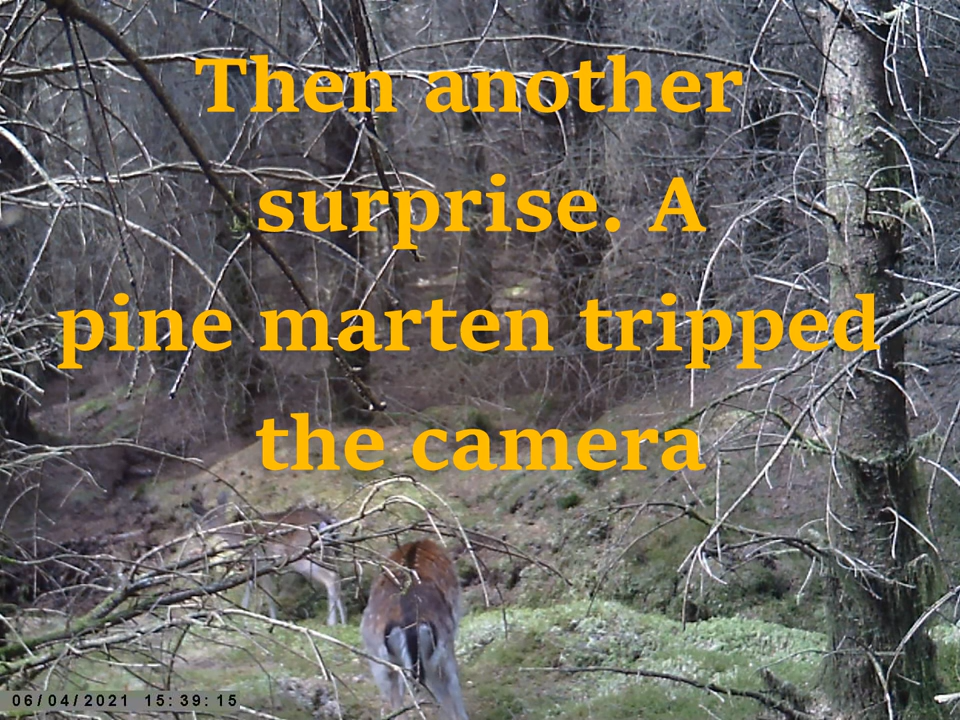 Then another
surprise. A
pine marten tripped
the camera
06/04/2021 15:39:15